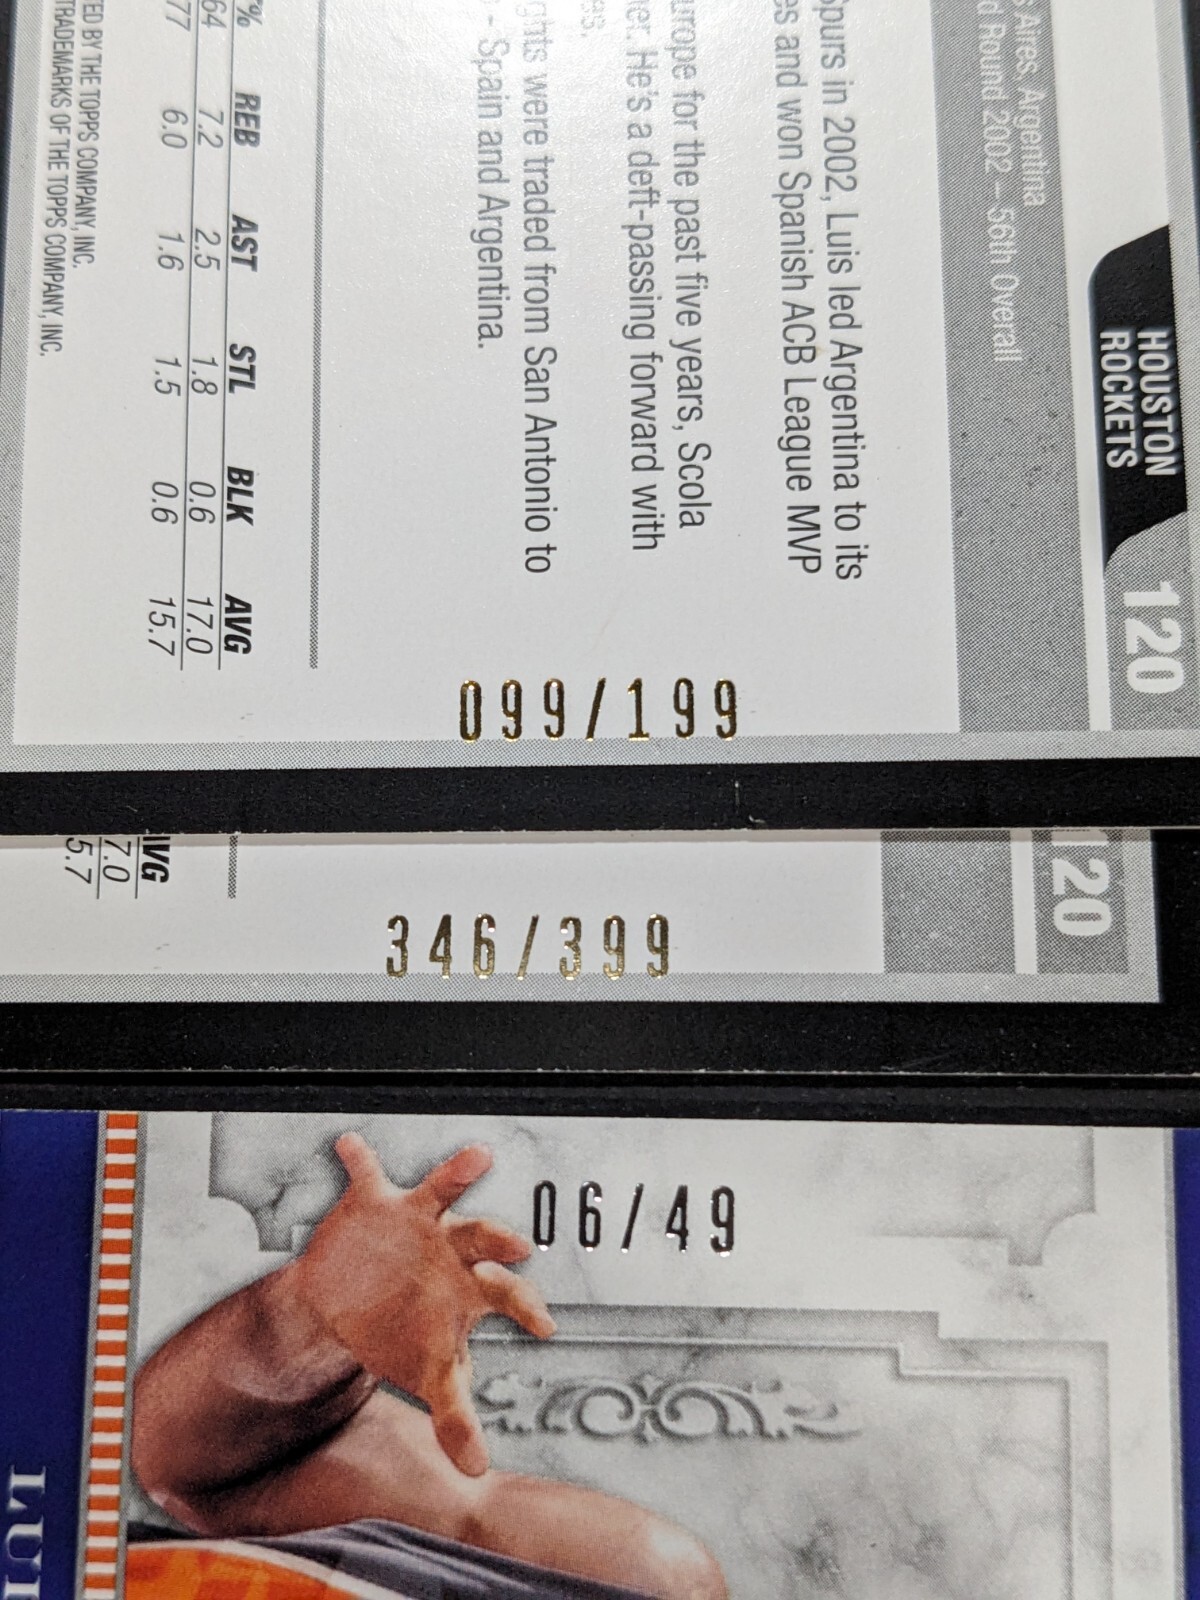 HOUSTON
ROCKETS
120
s Aires, Argentina
d Round 2002 – 56th Overall
Spurs in 2002, Luis led Argentina to its
es and won Spanish ACB League MVP
urope for the past five years, Scola
ner. He's a deft-passing forward with
es.
ghts were traded from San Antonio to
- Spain and Argentina.
% REB AST STL BLK AVG
64 7.2 2.5 1.8 0.6 17.0
77 6.0 1.6 1.5 0.6 15.7
TED BY THE TOPPS COMPANY, INC.
TRADEMARKS OF THE TOPPS COMPANY, INC.
099/199
120
AVG
7.0
5.7
346/399
06/49
LUI